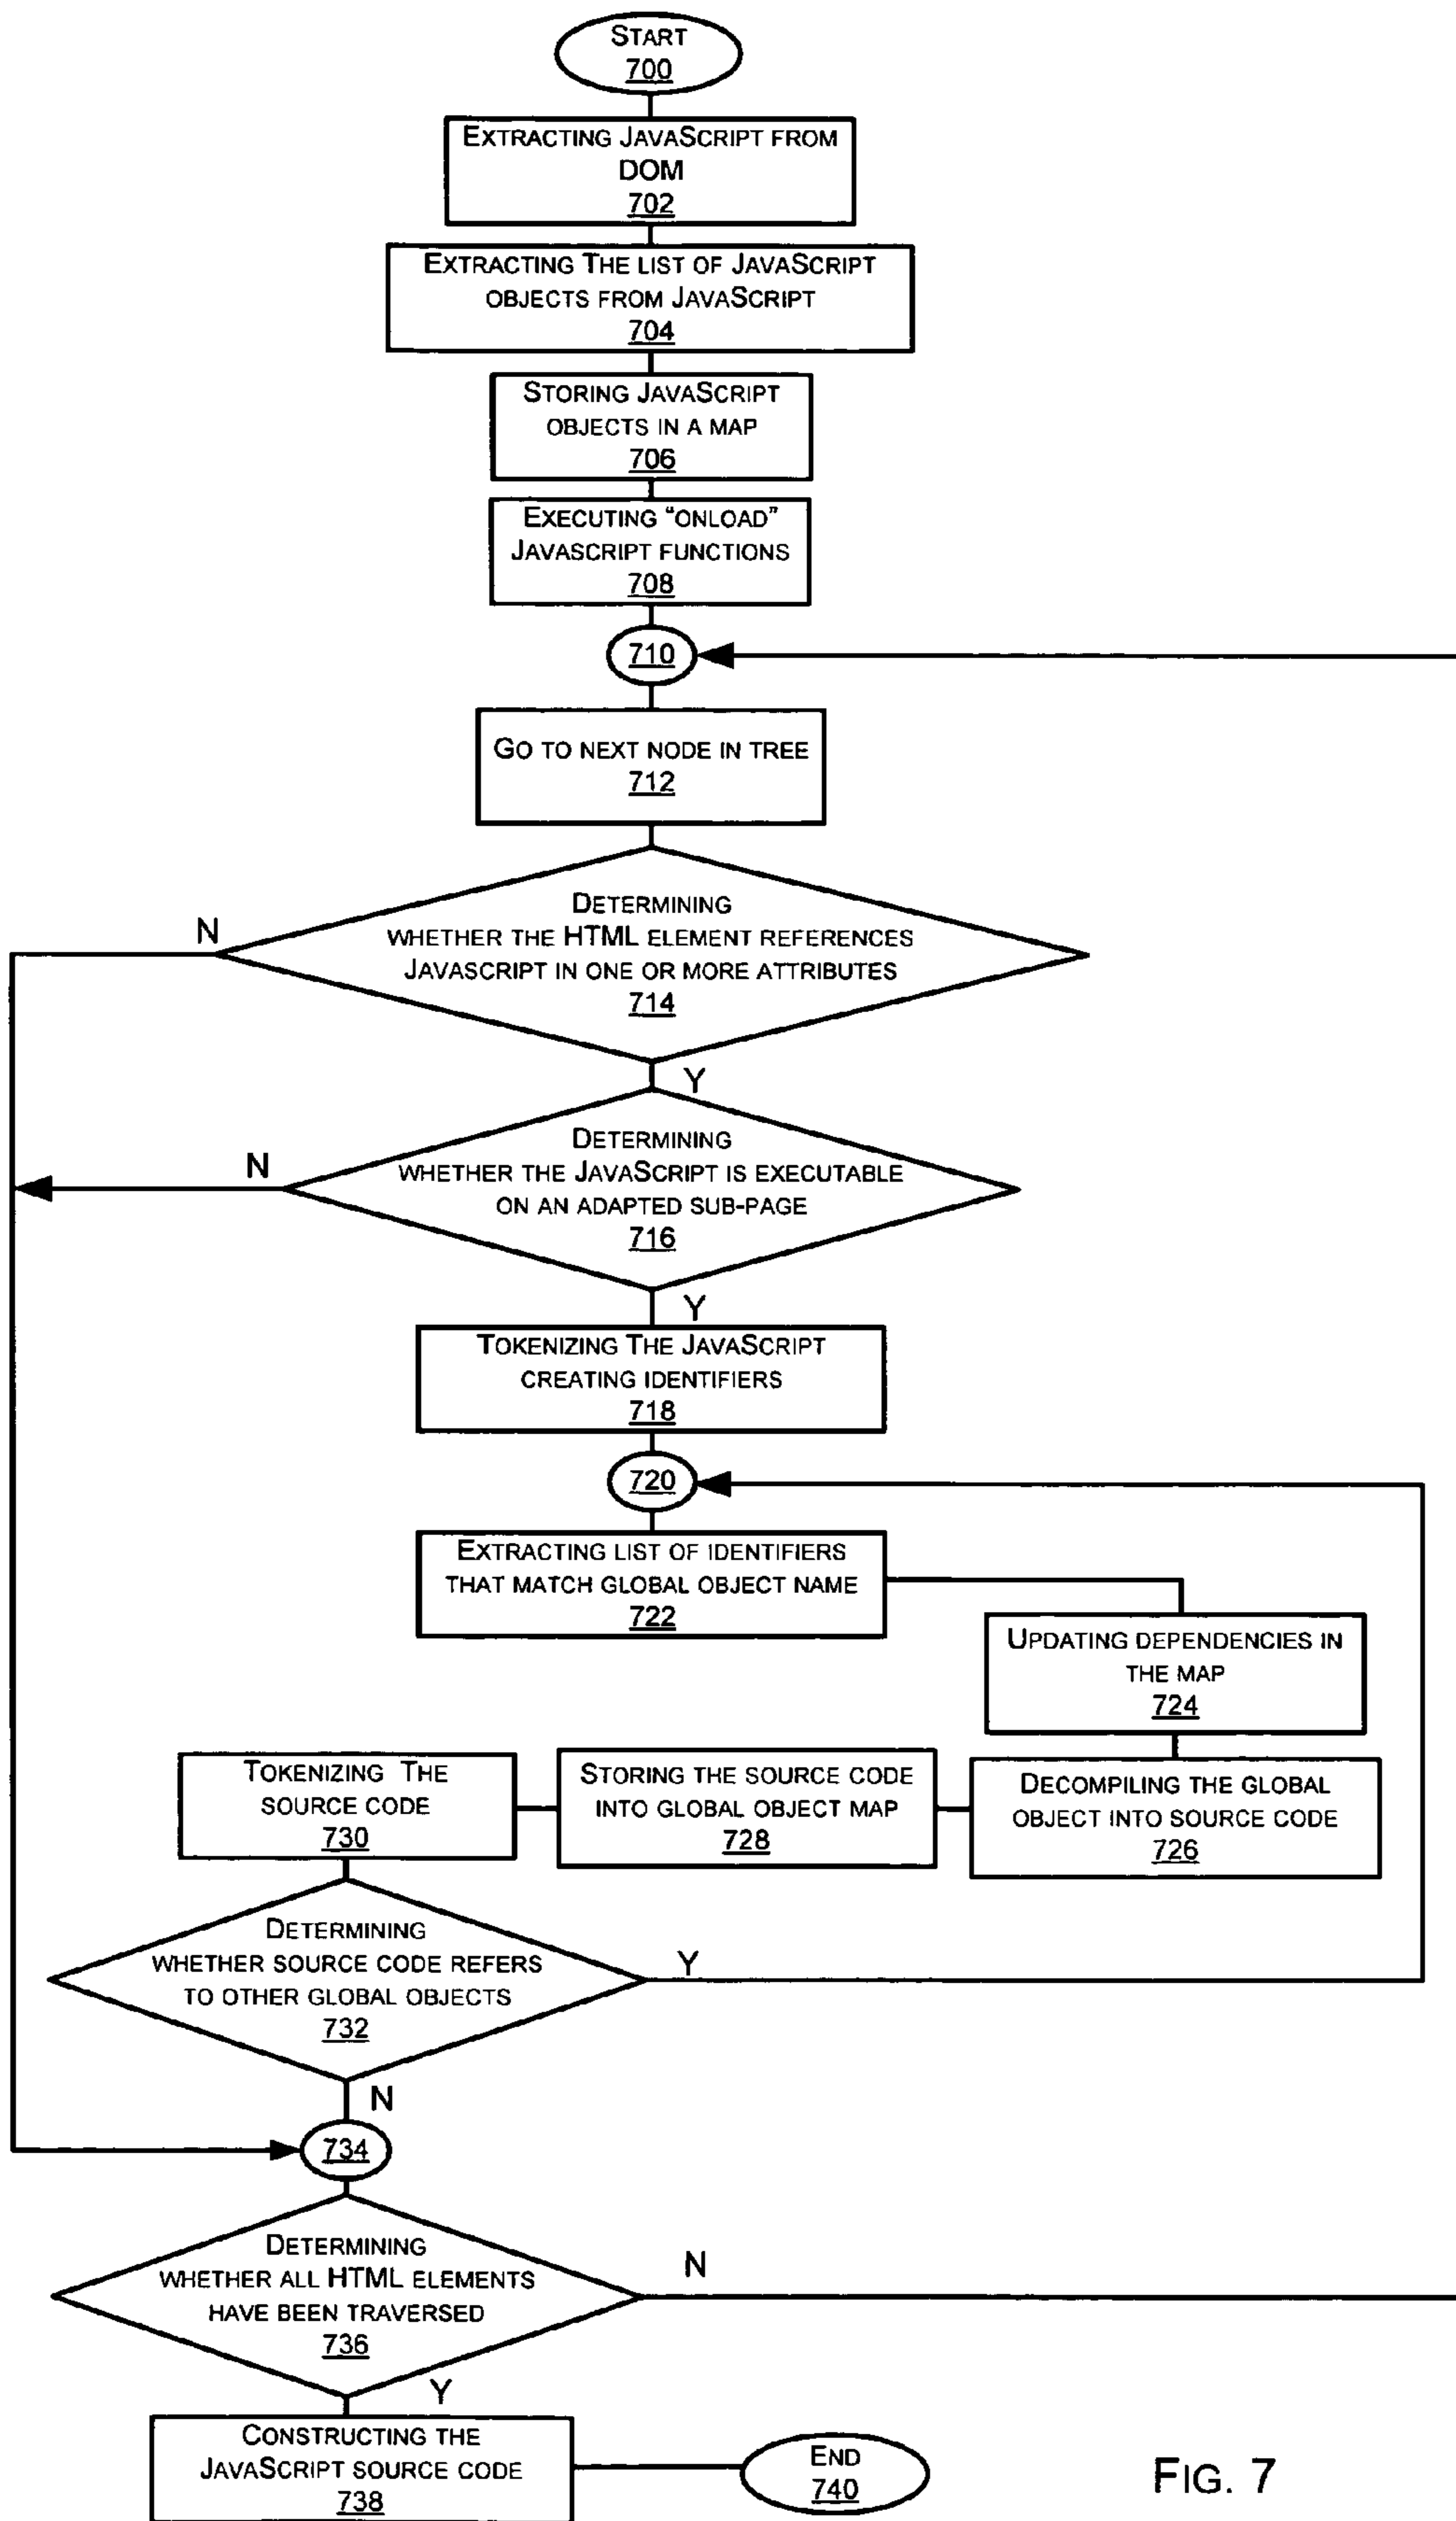 START
700
EXTRACTING JAVASCRIPT FROM
DOM
702
EXTRACTING THE LIST OF JAVASCRIPT
OBJECTS FROM JAVASCRIPT
704
STORING JAVASCRIPT
OBJECTS IN A MAP
706
EXECUTING "ONLOAD"
JAVASCRIPT FUNCTIONS
708
710
GO TO NEXT NODE IN TREE
712
DETERMINING
WHETHER THE HTML ELEMENT REFERENCES
JAVASCRIPT IN ONE OR MORE ATTRIBUTES
714
N
Y
DETERMINING
WHETHER THE JAVASCRIPT IS EXECUTABLE
ON AN ADAPTED SUB-PAGE
716
N
Y
TOKENIZING THE JAVASCRIPT
CREATING IDENTIFIERS
718
720
EXTRACTING LIST OF IDENTIFIERS
THAT MATCH GLOBAL OBJECT NAME
722
UPDATING DEPENDENCIES IN
THE MAP
724
DECOMPILING THE GLOBAL
OBJECT INTO SOURCE CODE
726
STORING THE SOURCE CODE
INTO GLOBAL OBJECT MAP
728
TOKENIZING THE
SOURCE CODE
730
DETERMINING
WHETHER SOURCE CODE REFERS
TO OTHER GLOBAL OBJECTS
732
Y
N
734
DETERMINING
WHETHER ALL HTML ELEMENTS
HAVE BEEN TRAVERSED
736
N
Y
CONSTRUCTING THE
JAVASCRIPT SOURCE CODE
738
END
740
FIG. 7